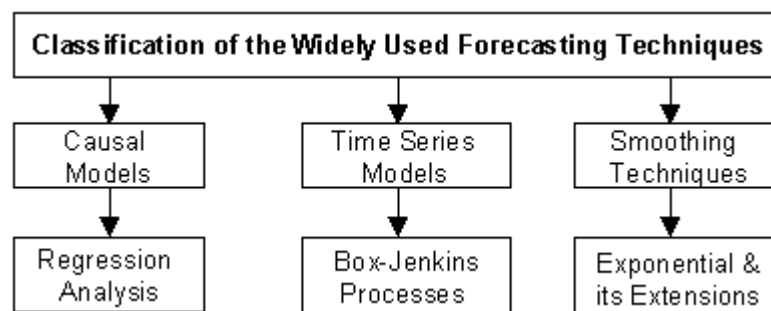 Classification of the Widely Used Forecasting Techniques
Causal
Models
Time Series
Models
Smoothing
Techniques
Regression
Analysis
Box-Jenkins
Processes
Exponential &
its Extensions